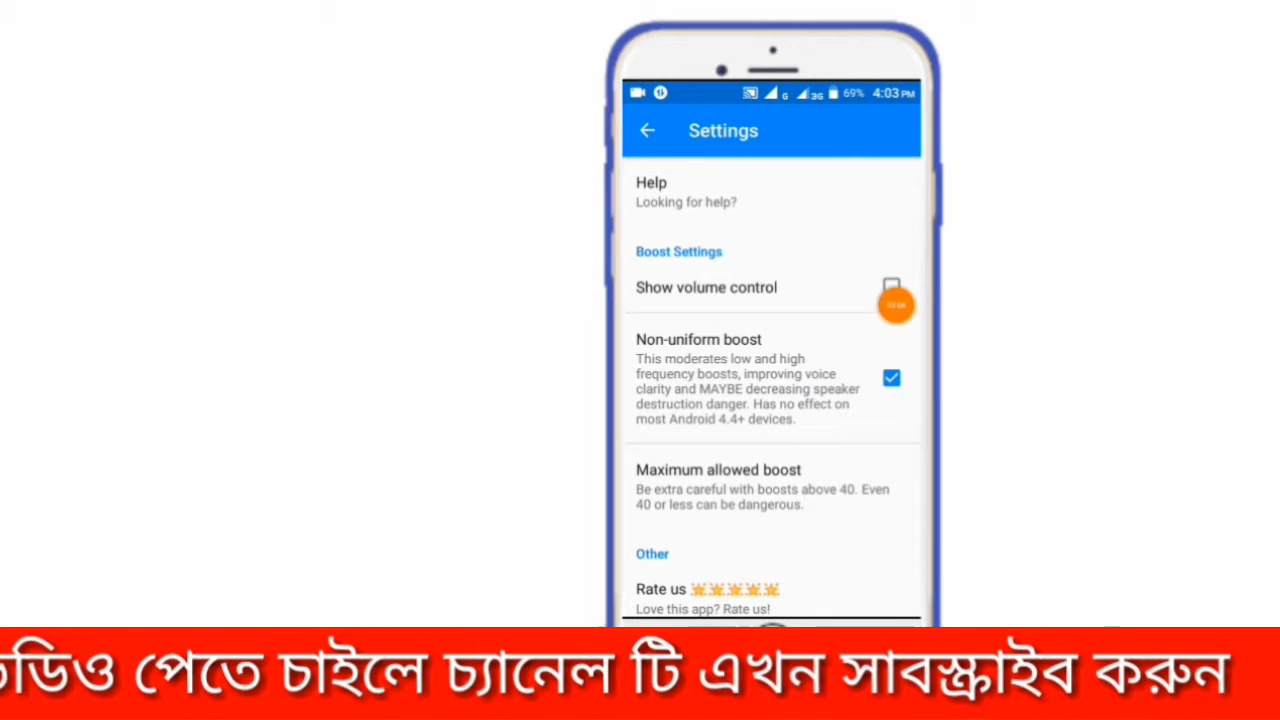 G 3G 69% 4:03 PM
Settings
Help
Looking for help?
Boost Settings
Show volume control
Non-uniform boost
This moderates low and high
frequency boosts, improving voice
clarity and MAYBE decreasing speaker
destruction danger. Has no effect on
most Android 4.4+ devices.
Maximum allowed boost
Be extra careful with boosts above 40. Even
40 or less can be dangerous.
Other
Rate us 🌟🌟🌟🌟🌟
Love this app? Rate us!
পেতে চাইলে চ্যানেল টি এখন সাবস্ক্রাইব করুন